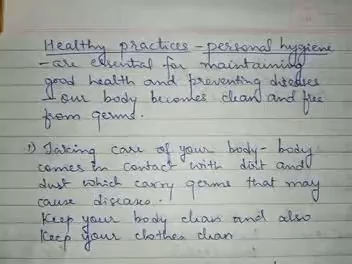 Healthy practices - personal hygiene
- are essential for maintaining
good health and preventing diseases
- our body becomes clean and free
from germs.
1) Taking care of your body - body
comes in contact with dirt and
dust which carry germs that may
cause disease.
Keep your body clean and also
Keep your clothes clean